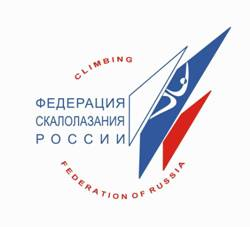 CLIMBING
ФЕДЕРАЦИЯ
СКАЛОЛАЗАНИЯ
РОССИИ
FEDERATION OF RUSSIA